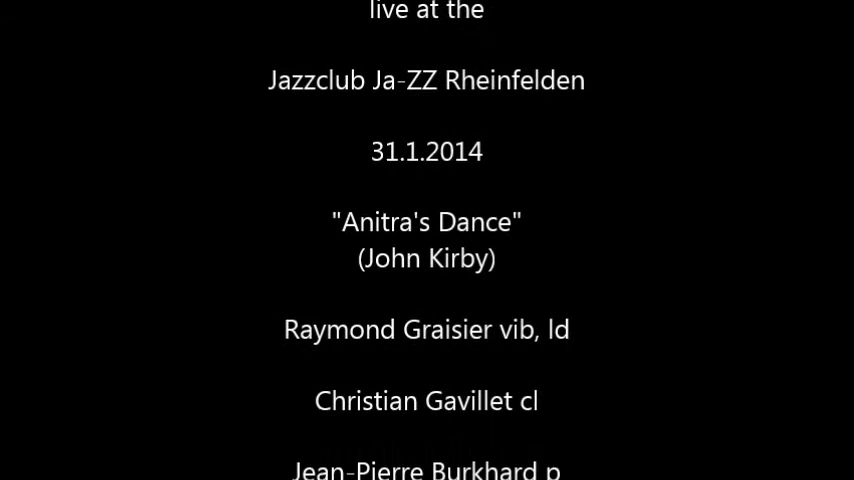 live at the
Jazzclub Ja-ZZ Rheinfelden
31.1.2014
"Anitra's Dance"
(John Kirby)
Raymond Graisier vib, ld
Christian Gavillet cl
Jean-Pierre Burkhard p